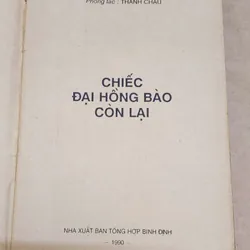 Phóng tác : THANH CHÂU
CHIẾC
ĐẠI HỒNG BÀO
CÒN LẠI
NHÀ XUẤT BẢN TỔNG HỢP BÌNH ĐỊNH
— 1990 —